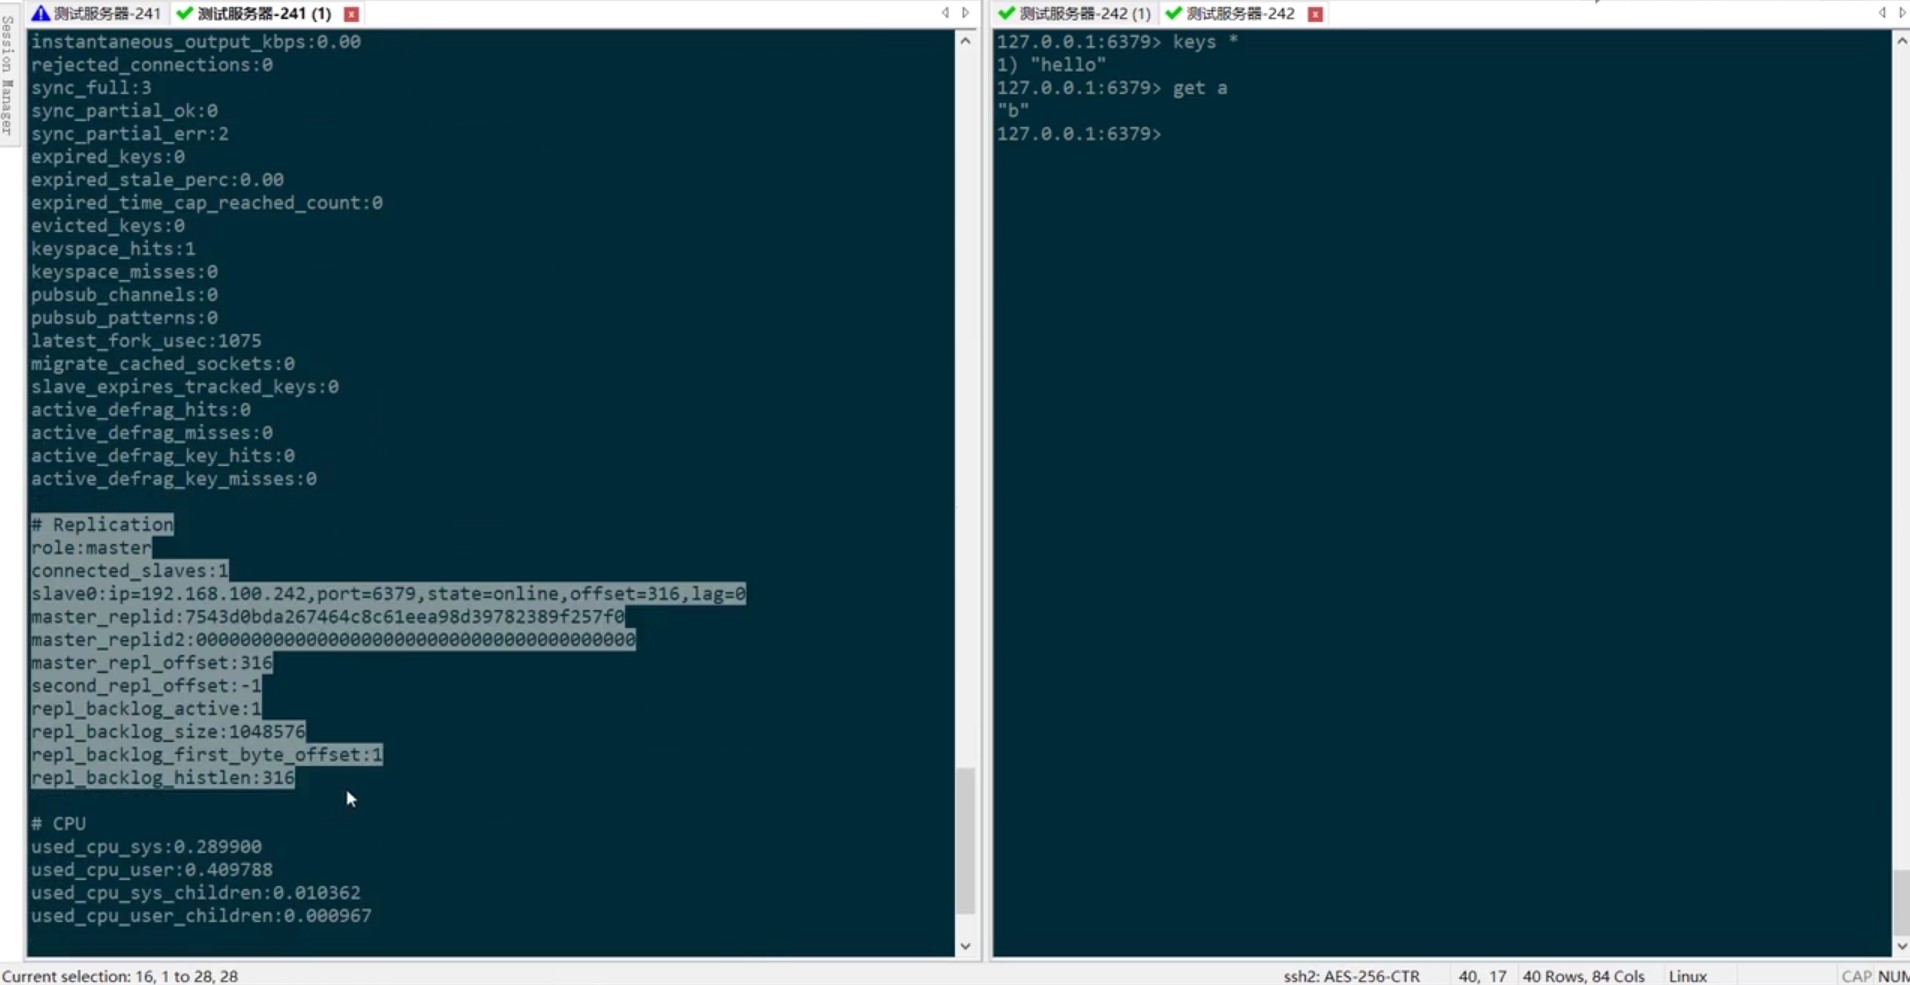 Session Manager
测试服务器-241
测试服务器-241 (1)
instantaneous_output_kbps:0.00
rejected_connections:0
sync_full:3
sync_partial_ok:0
sync_partial_err:2
expired_keys:0
expired_stale_perc:0.00
expired_time_cap_reached_count:0
evicted_keys:0
keyspace_hits:1
keyspace_misses:0
pubsub_channels:0
pubsub_patterns:0
latest_fork_usec:1075
migrate_cached_sockets:0
slave_expires_tracked_keys:0
active_defrag_hits:0
active_defrag_misses:0
active_defrag_key_hits:0
active_defrag_key_misses:0
# Replication
role:master
connected_slaves:1
slave0:ip=192.168.100.242,port=6379,state=online,offset=316,lag=0
master_replid:7543d0bda267464c8c61eea98d39782389f257f0
master_replid2:0000000000000000000000000000000000000000
master_repl_offset:316
second_repl_offset:-1
repl_backlog_active:1
repl_backlog_size:1048576
repl_backlog_first_byte_offset:1
repl_backlog_histlen:316
# CPU
used_cpu_sys:0.289900
used_cpu_user:0.409788
used_cpu_sys_children:0.010362
used_cpu_user_children:0.000967
测试服务器-242 (1)
测试服务器-242
127.0.0.1:6379> keys *
1) "hello"
127.0.0.1:6379> get a
"b"
127.0.0.1:6379>
Current selection: 16, 1 to 28, 28
ssh2: AES-256-CTR
40, 17
40 Rows, 84 Cols
Linux
CAP
NUM